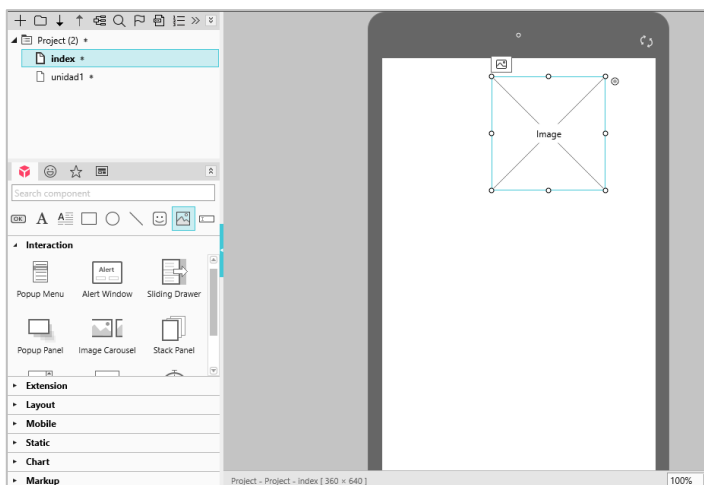 Project (2) *
index *
unidad1 *
Search component
OK A
Interaction
Popup Menu
Alert
Alert Window
Sliding Drawer
Popup Panel
Image Carousel
Stack Panel
Extension
Layout
Mobile
Static
Chart
Markup
Image
Project - Project - index [ 360 × 640 ]
100%